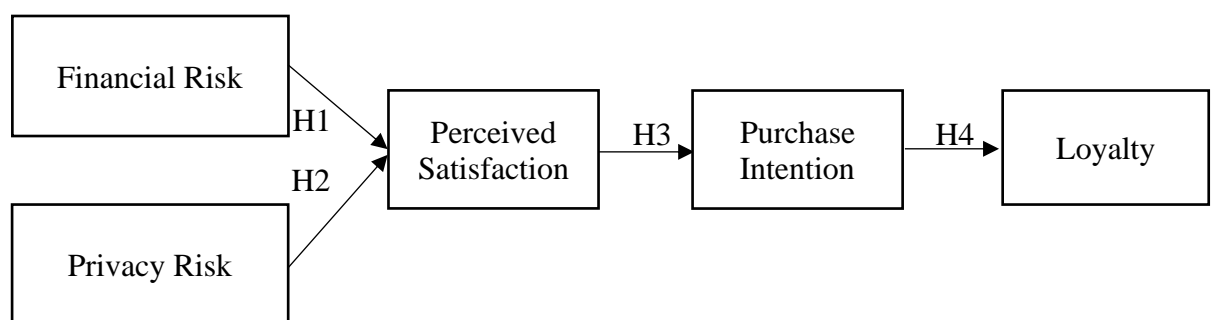 Financial Risk
H1
Perceived
Satisfaction
H3
Purchase
Intention
H4
Loyalty
H2
Privacy Risk